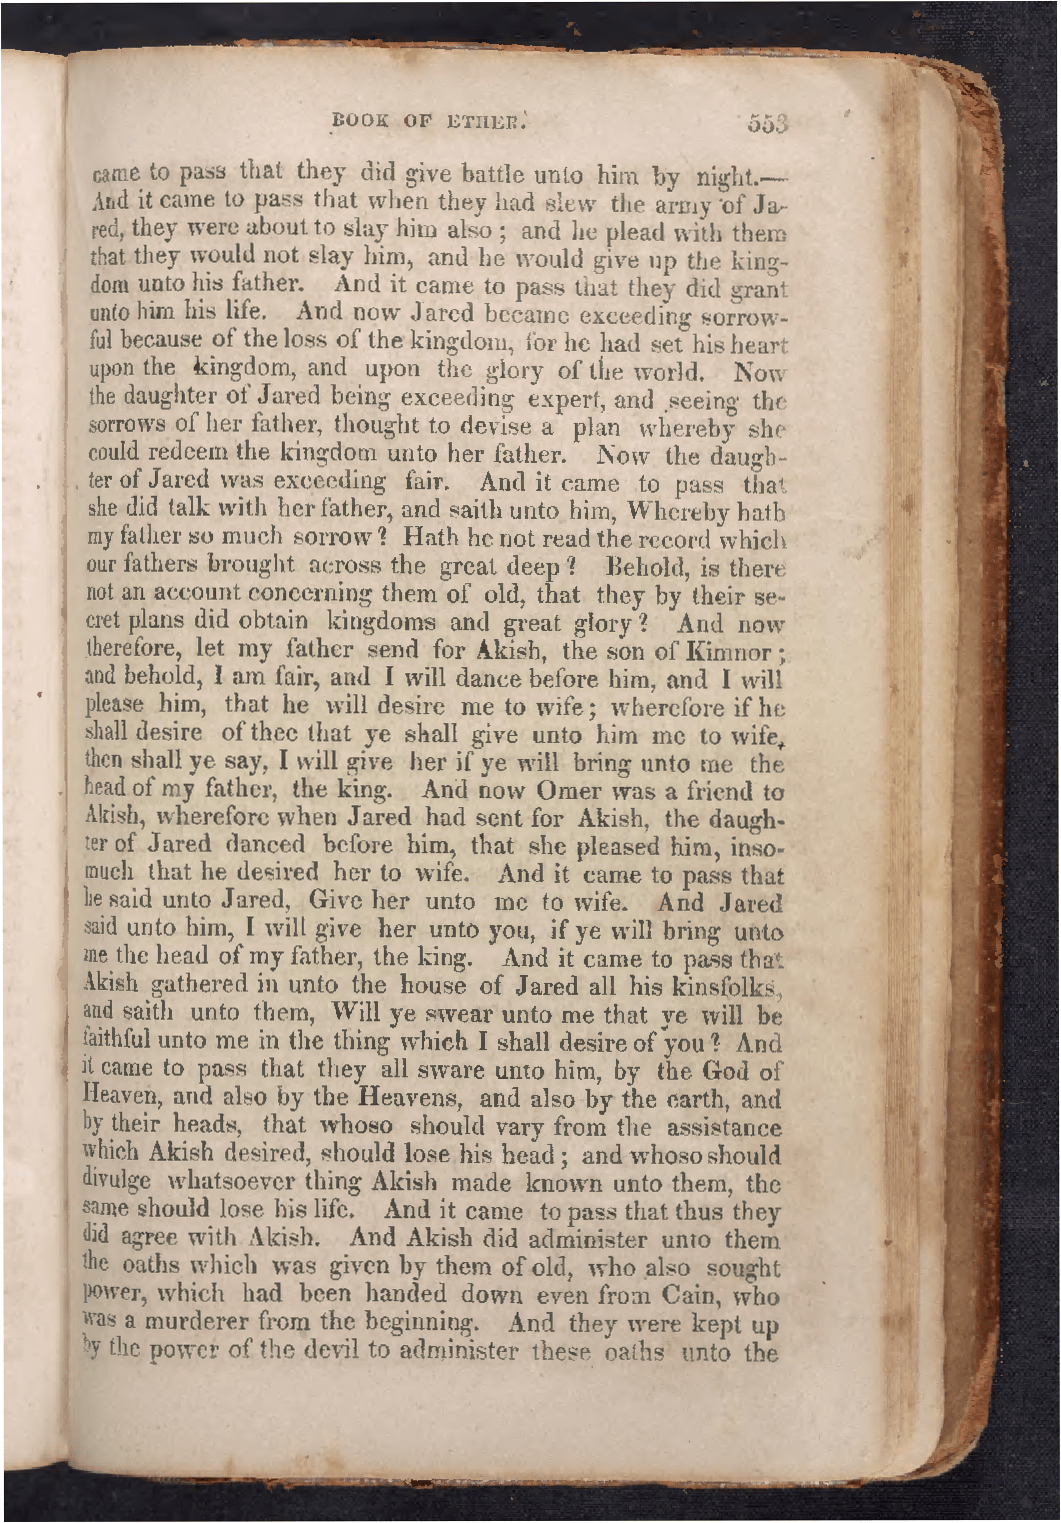 BOOK OF ETHER. 553
came to pass that they did give battle unto him by night.—
And it came to pass that when they had slew the army of Ja-
red, they were about to slay him also; and he plead with them
that they would not slay him, and he would give up the king-
dom unto his father. And it came to pass that they did grant
unto him his life. And now Jared became exceeding sorrow-
ful because of the loss of the kingdom, for he had set his heart
upon the kingdom, and upon the glory of the world. Now
the daughter of Jared being exceeding expert, and seeing the
sorrows of her father, thought to devise a plan whereby she
could redeem the kingdom unto her father. Now the daugh-
ter of Jared was exceeding fair. And it came to pass that
she did talk with her father, and saith unto him, Whereby hath
my father so much sorrow? Hath he not read the record which
our fathers brought across the great deep? Behold, is there
not an account concerning them of old, that they by their se-
cret plans did obtain kingdoms and great glory? And now
therefore, let my father send for Akish, the son of Kimnor;
and behold, I am fair, and I will dance before him, and I will
please him, that he will desire me to wife; wherefore if he
shall desire of thee that ye shall give unto him me to wife,
then shall ye say, I will give her if ye will bring unto me the
head of my father, the king. And now Omer was a friend to
Akish, wherefore when Jared had sent for Akish, the daugh-
ter of Jared danced before him, that she pleased him, inso-
much that he desired her to wife. And it came to pass that
he said unto Jared, Give her unto me to wife. And Jared
said unto him, I will give her unto you, if ye will bring unto
me the head of my father, the king. And it came to pass that
Akish gathered in unto the house of Jared all his kinsfolks,
and saith unto them, Will ye swear unto me that ye will be
faithful unto me in the thing which I shall desire of you? And
it came to pass that they all sware unto him, by the God of
Heaven, and also by the Heavens, and also by the earth, and
by their heads, that whoso should vary from the assistance
which Akish desired, should lose his head; and whoso should
divulge whatsoever thing Akish made known unto them, the
same should lose his life. And it came to pass that thus they
did agree with Akish. And Akish did administer unto them
the oaths which was given by them of old, who also sought
power, which had been handed down even from Cain, who
was a murderer from the beginning. And they were kept up
by the power of the devil to administer these oaths unto the